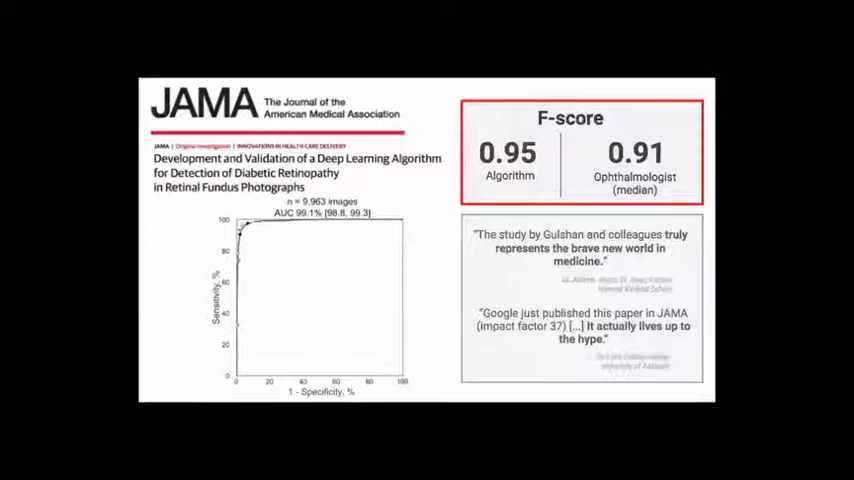 JAMA The Journal of the
American Medical Association
JAMA | Original Investigation | INNOVATIONS IN HEALTH CARE DELIVERY
Development and Validation of a Deep Learning Algorithm
for Detection of Diabetic Retinopathy
in Retinal Fundus Photographs
n = 9,963 images
AUC 99.1% [98.8, 99.3]
100
80
60
40
20
0
Sensitivity, %
0 20 40 60 80 100
1 - Specificity, %
F-score
0.95 0.91
Algorithm Ophthalmologist
(median)
"The study by Gulshan and colleagues truly
represents the brave new world in
medicine."
Harvard Medical School
"Google just published this paper in JAMA
(impact factor 37) [...] It actually lives up to
the hype."